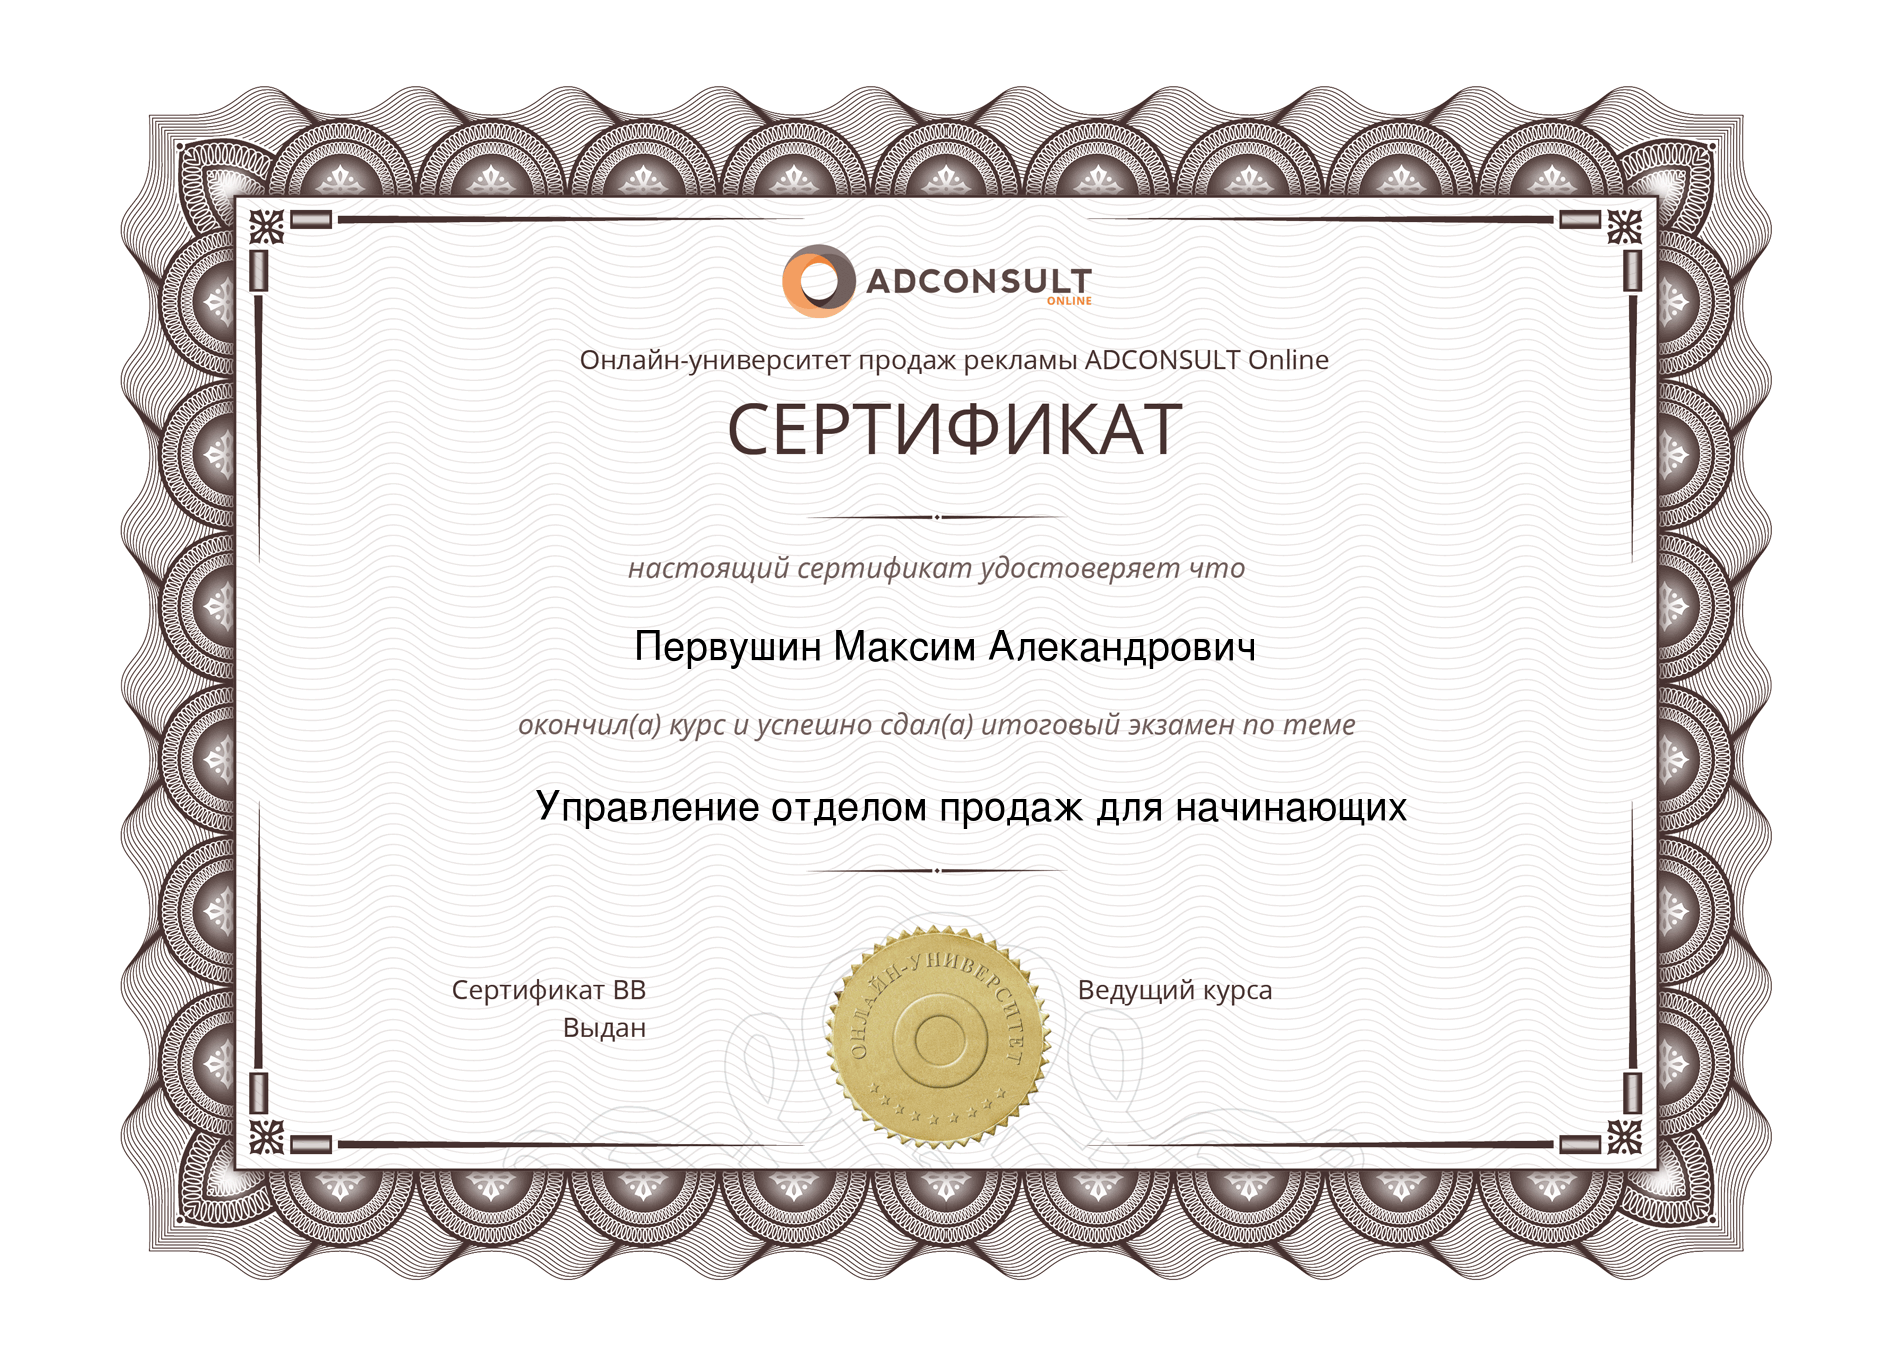 ADCONSULT
ONLINE
Онлайн-университет продаж рекламы ADCONSULT Online
СЕРТИФИКАТ
настоящий сертификат удостоверяет что
Первушин Максим Алекандрович
окончил(а) курс и успешно сдал(а) итоговый экзамен по теме
Управление отделом продаж для начинающих
Сертификат ВВ
Выдан
ОНЛАЙН-УНИВЕРСИТЕТ
Ведущий курса